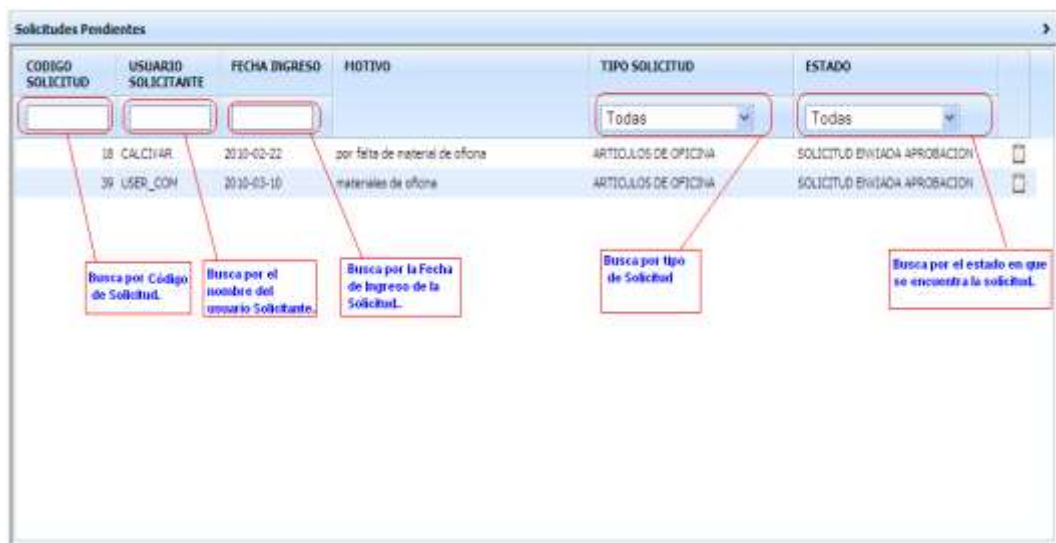 Solicitudes Pendientes
CODIGO SOLICITUD
USUARIO SOLICITANTE
FECHA INGRESO
MOTIVO
TIPO SOLICITUD
ESTADO
Todas
Todas
18 CALCIVAR 2010-02-22 por falta de material de oficina ARTICULOS DE OFICINA SOLICITUD ENVIADA APROBACION
39 USER_COM 2010-03-10 materiales de oficina ARTICULOS DE OFICINA SOLICITUD ENVIADA APROBACION
Busca por Código
de Solicitud.
Busca por el
nombre del
usuario Solicitante.
Busca por la Fecha
de Ingreso de la
Solicitud.
Busca por tipo
de Solicitud
Busca por el estado en que
se encuentra la solicitud.